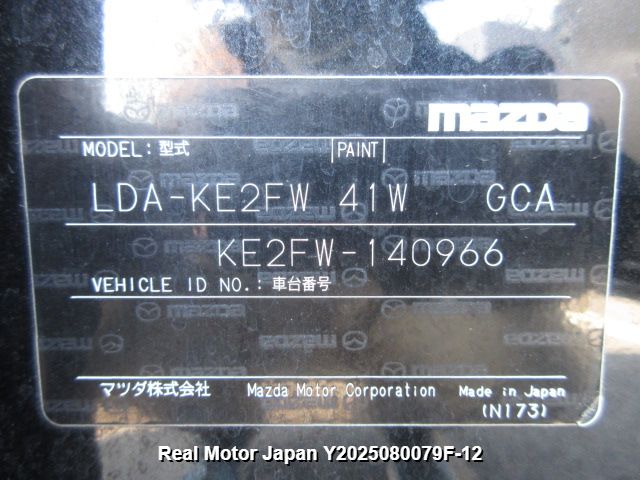 mazda
MODEL: 型式 PAINT
LDA-KE2FW 41W GCA
KE2FW-140966
VEHICLE ID NO.: 車台番号
マツダ株式会社 Mazda Motor Corporation Made in Japan
(N173)
Real Motor Japan Y2025080079F-12